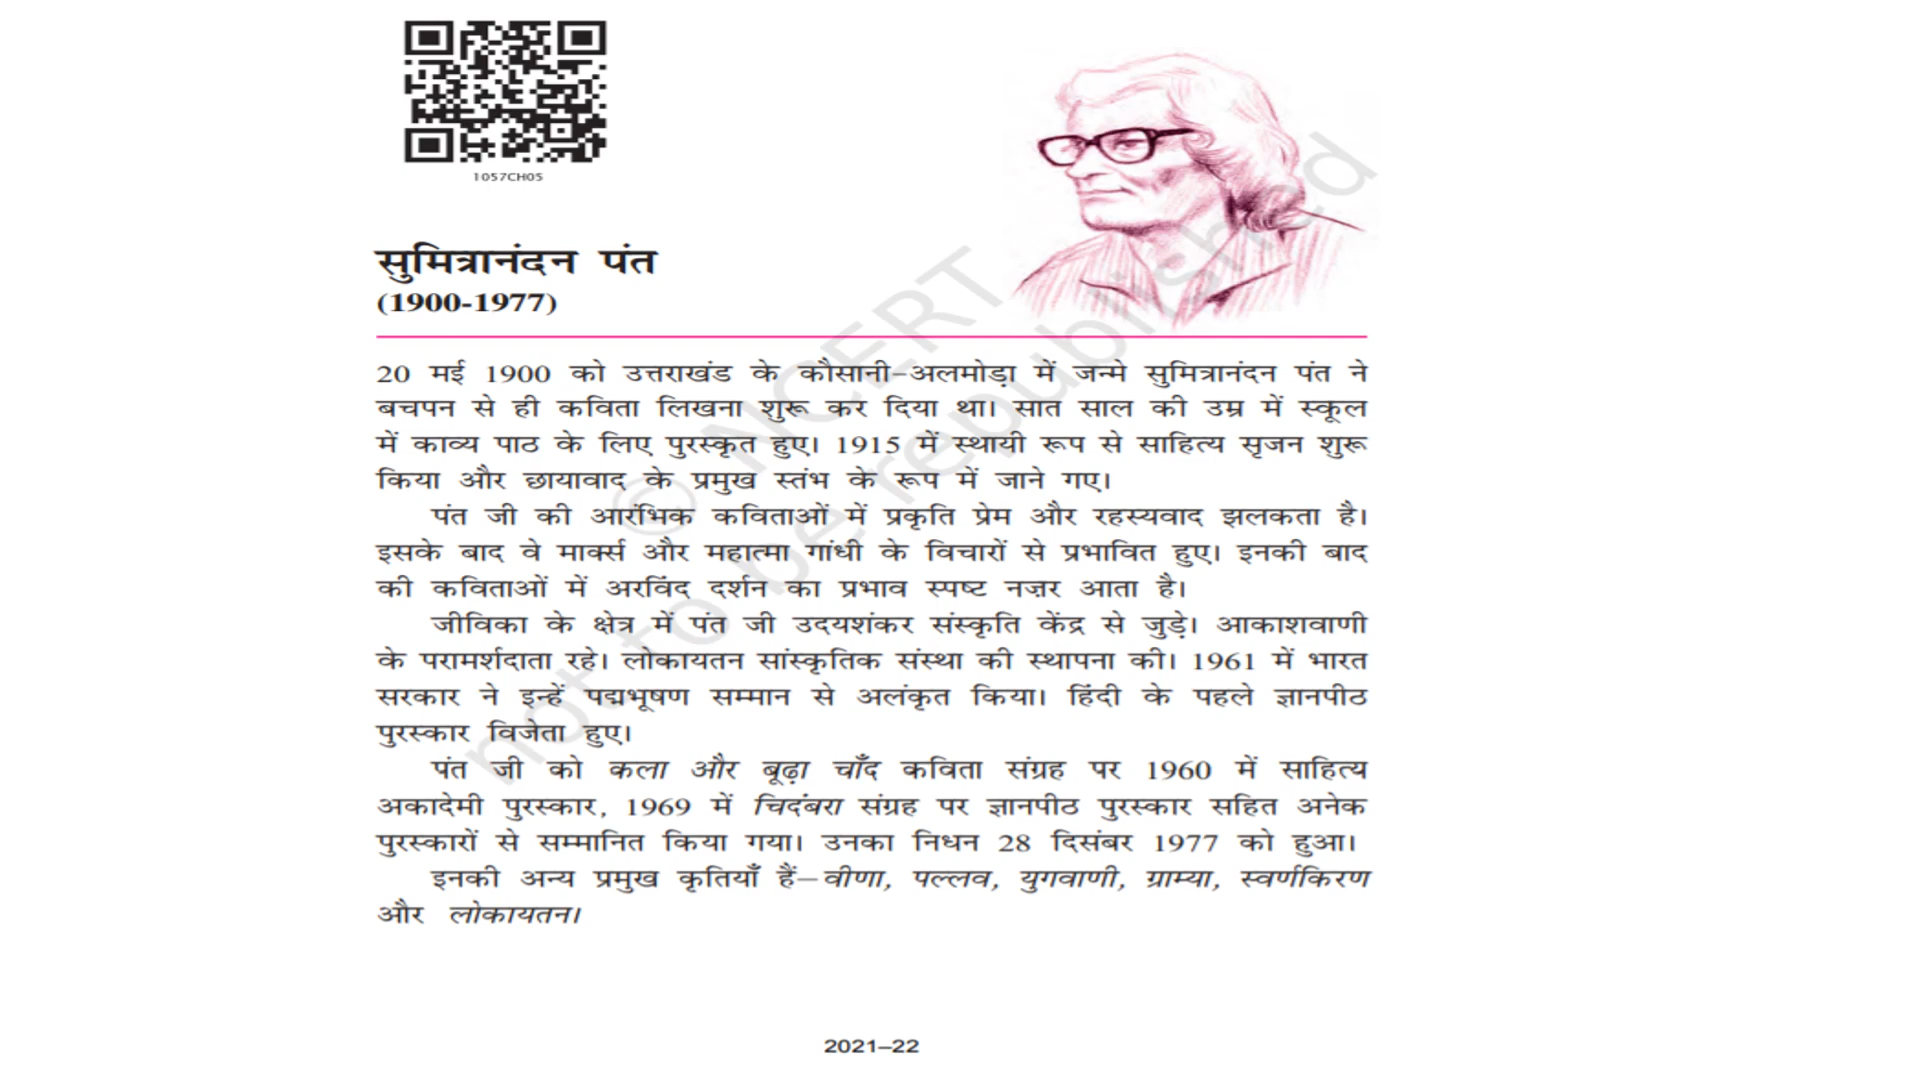 1057CH05
सुमित्रानंदन पंत
(1900-1977)
20 मई 1900 को उत्तराखंड के कौसानी–अलमोड़ा में जन्मे सुमित्रानंदन पंत ने
बचपन से ही कविता लिखना शुरू कर दिया था। सात साल की उम्र में स्कूल
में काव्य पाठ के लिए पुरस्कृत हुए। 1915 में स्थायी रूप से साहित्य सृजन शुरू
किया और छायावाद के प्रमुख स्तंभ के रूप में जाने गए।
पंत जी की आरंभिक कविताओं में प्रकृति प्रेम और रहस्यवाद झलकता है।
इसके बाद वे मार्क्स और महात्मा गांधी के विचारों से प्रभावित हुए। इनकी बाद
की कविताओं में अरविंद दर्शन का प्रभाव स्पष्ट नज़र आता है।
जीविका के क्षेत्र में पंत जी उदयशंकर संस्कृति केंद्र से जुड़े। आकाशवाणी
के परामर्शदाता रहे। लोकायतन सांस्कृतिक संस्था की स्थापना की। 1961 में भारत
सरकार ने इन्हें पद्मभूषण सम्मान से अलंकृत किया। हिंदी के पहले ज्ञानपीठ
पुरस्कार विजेता हुए।
पंत जी को कला और बूढ़ा चाँद कविता संग्रह पर 1960 में साहित्य
अकादेमी पुरस्कार, 1969 में चिदंबरा संग्रह पर ज्ञानपीठ पुरस्कार सहित अनेक
पुरस्कारों से सम्मानित किया गया। उनका निधन 28 दिसंबर 1977 को हुआ।
इनकी अन्य प्रमुख कृतियाँ हैं–वीणा, पल्लव, युगवाणी, ग्राम्या, स्वर्णकिरण
और लोकायतन।
© NCERT
not to be republished
2021–22